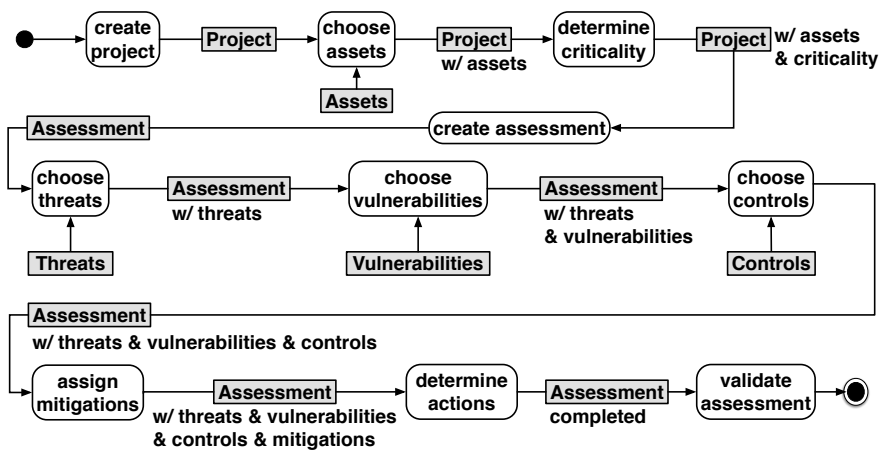 create
project
Project
choose
assets
Project
w/ assets
determine
criticality
Project
w/ assets
& criticality
Assets
Assessment
create assessment
choose
threats
Assessment
w/ threats
choose
vulnerabilities
Assessment
w/ threats
& vulnerabilities
choose
controls
Threats
Vulnerabilities
Controls
Assessment
w/ threats & vulnerabilities & controls
assign
mitigations
Assessment
w/ threats & vulnerabilities
& controls & mitigations
determine
actions
Assessment
completed
validate
assessment